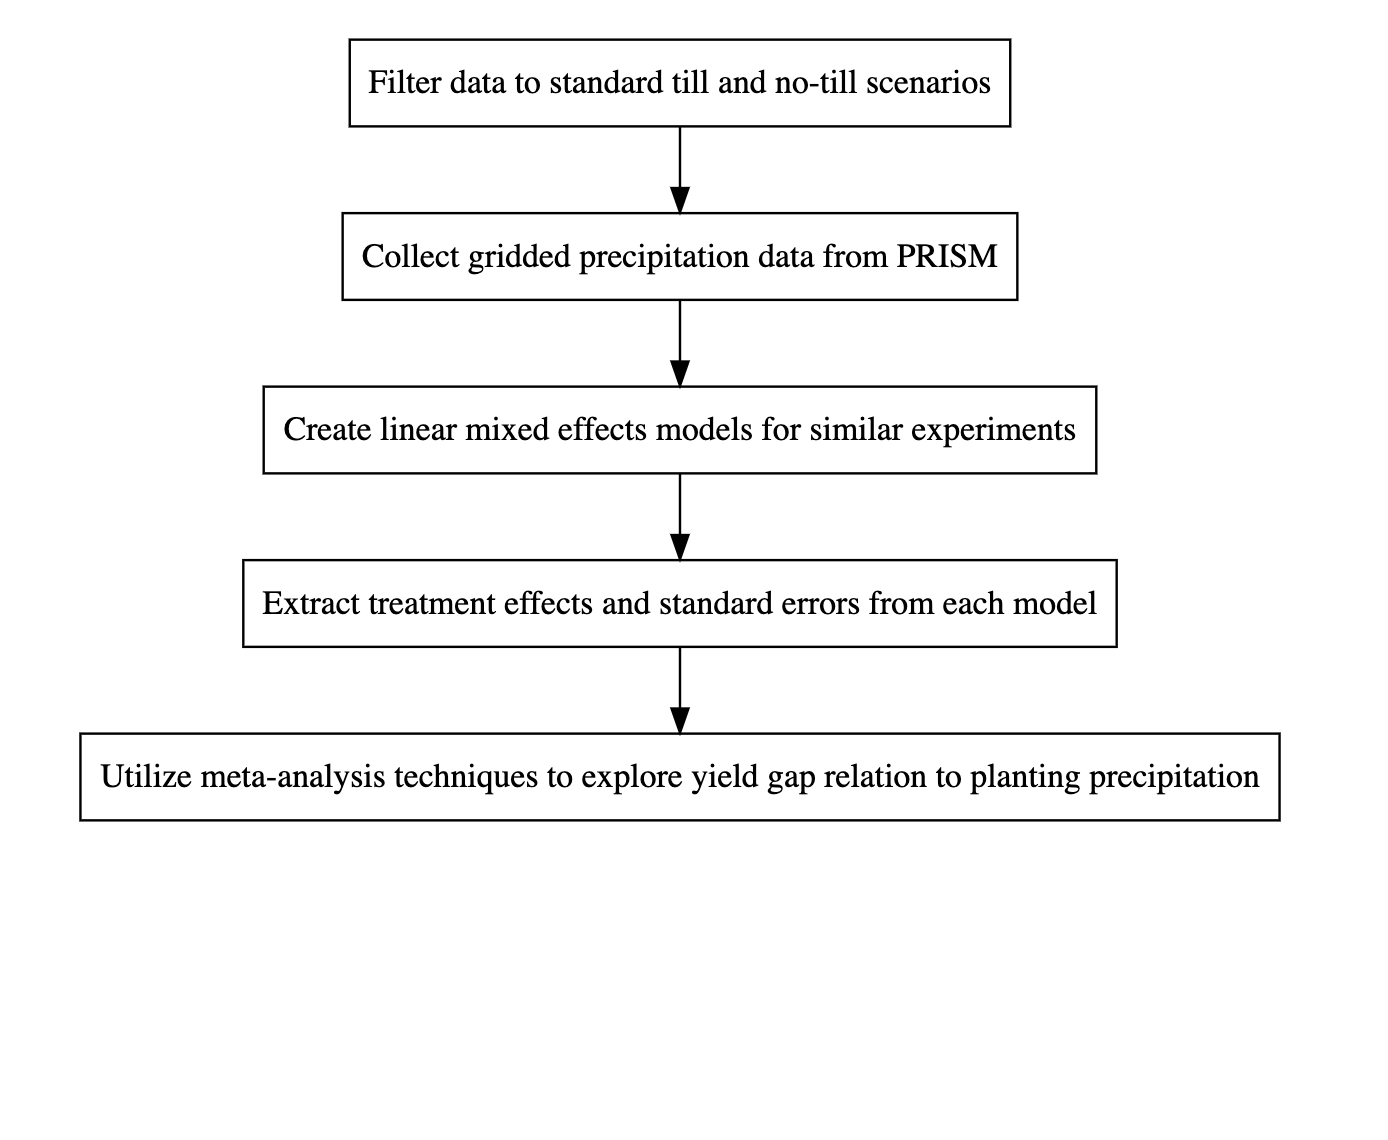 Filter data to standard till and no-till scenarios
Collect gridded precipitation data from PRISM
Create linear mixed effects models for similar experiments
Extract treatment effects and standard errors from each model
Utilize meta-analysis techniques to explore yield gap relation to planting precipitation